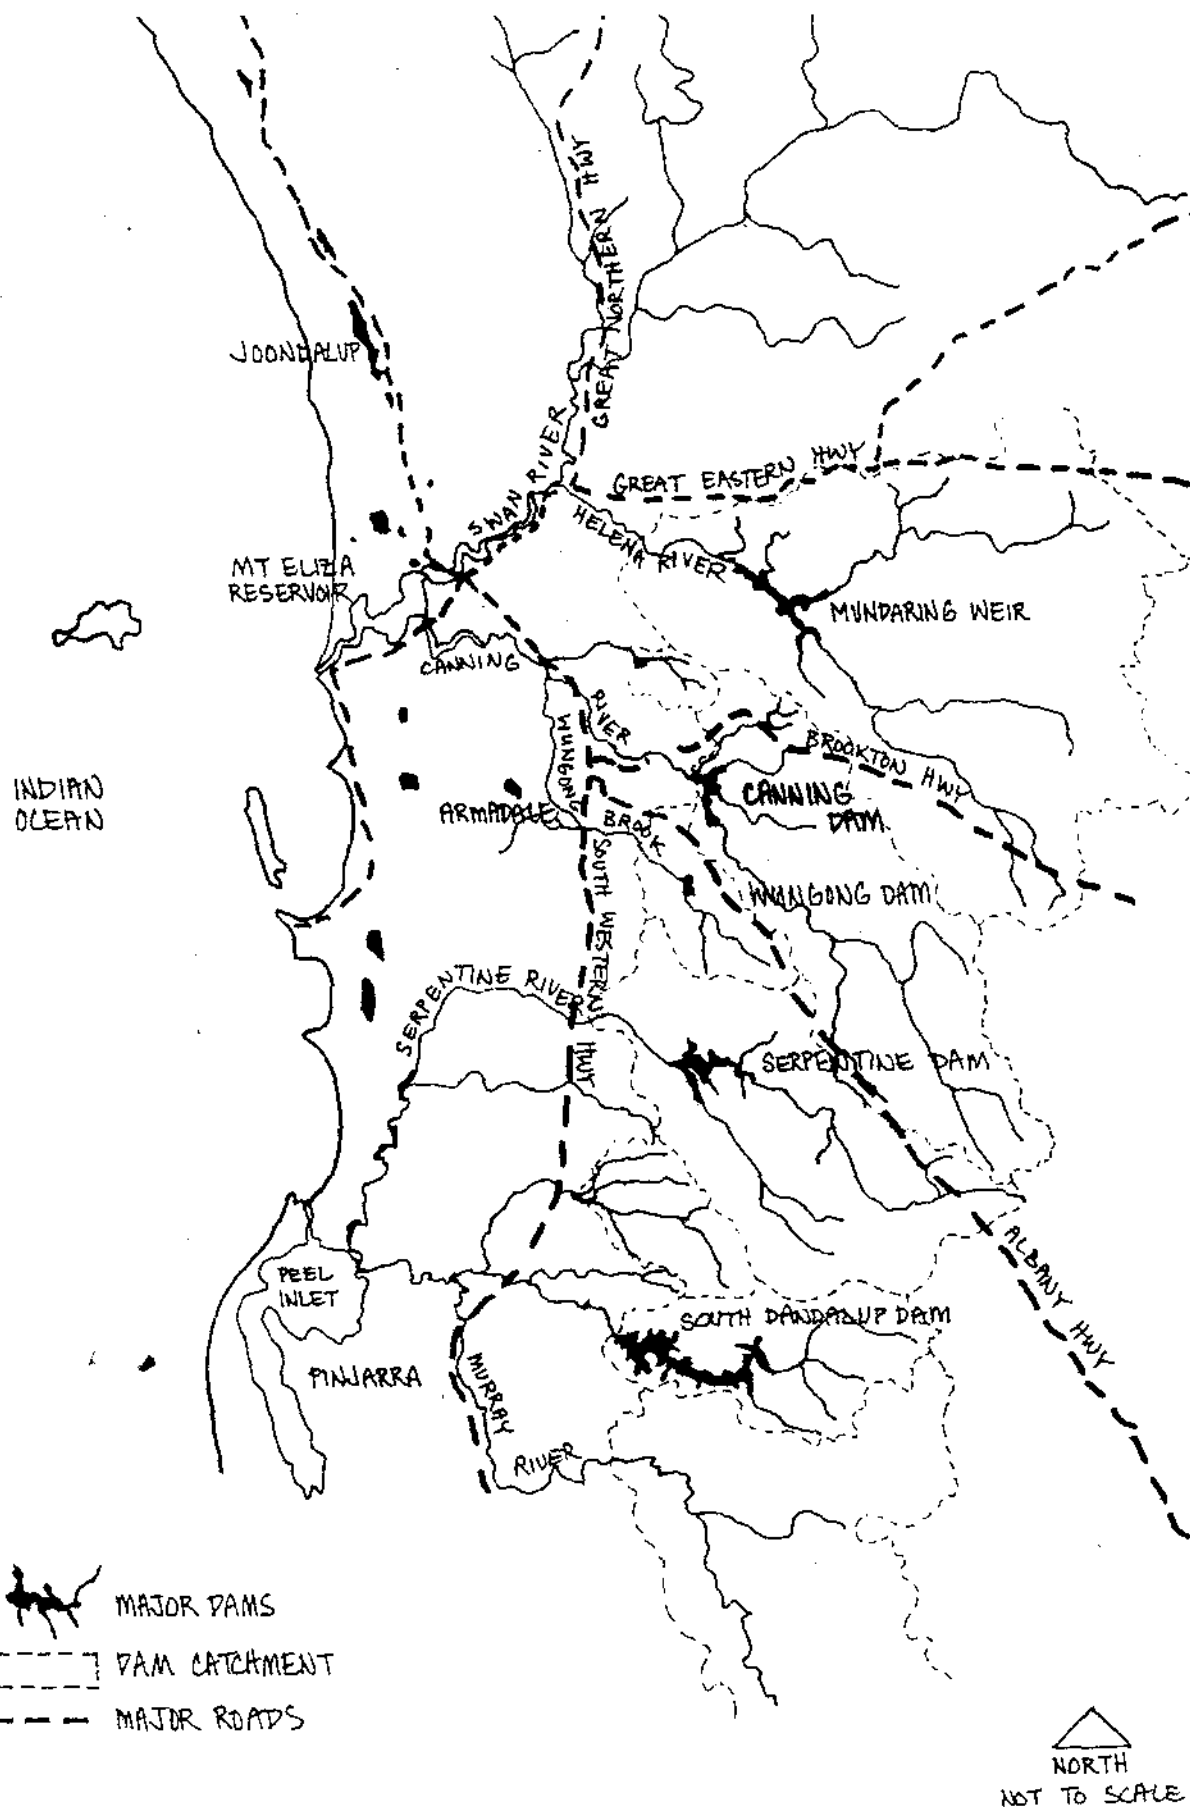 GREAT NORTHERN HWY
JOONDALUP
SWAN RIVER
GREAT EASTERN HWY
HELENA RIVER
MT ELIZA
RESERVOIR
MUNDARING WEIR
CANNING
RIVER
WUNGONG
BROOK
BROOKTON HWY
INDIAN
OCEAN
ARMADALE
CANNING
DAM
SOUTH WESTERN
HWY
WUNGONG DAM
SERPENTINE RIVER
SERPENTINE DAM
ALBANY HWY
PEEL
INLET
SOUTH DANDALUP DAM
PINJARRA
MURRAY
RIVER
MAJOR DAMS
DAM CATCHMENT
MAJOR ROADS
NORTH
NOT TO SCALE